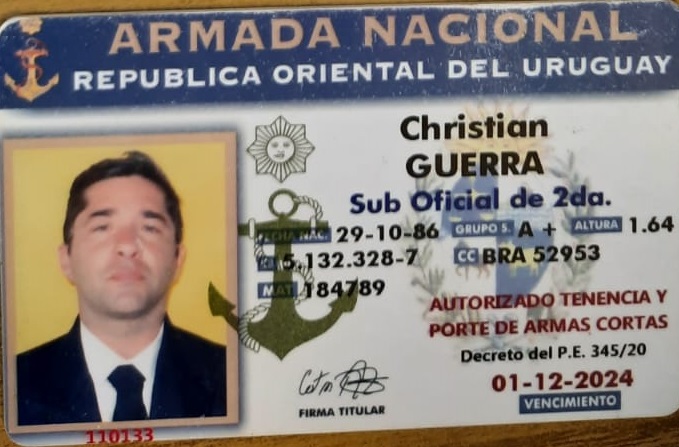 ARMADA NACIONAL
REPUBLICA ORIENTAL DEL URUGUAY
Christian
GUERRA
Sub Oficial de 2da.
FECHA NAC. 29-10-86 GRUPO S. A + ALTURA 1.64
5.132.328-7 CC BRA 52953
MAT 184789
AUTORIZADO TENENCIA Y
PORTE DE ARMAS CORTAS
Decreto del P.E. 345/20
01-12-2024
VENCIMIENTO
FIRMA TITULAR
110133